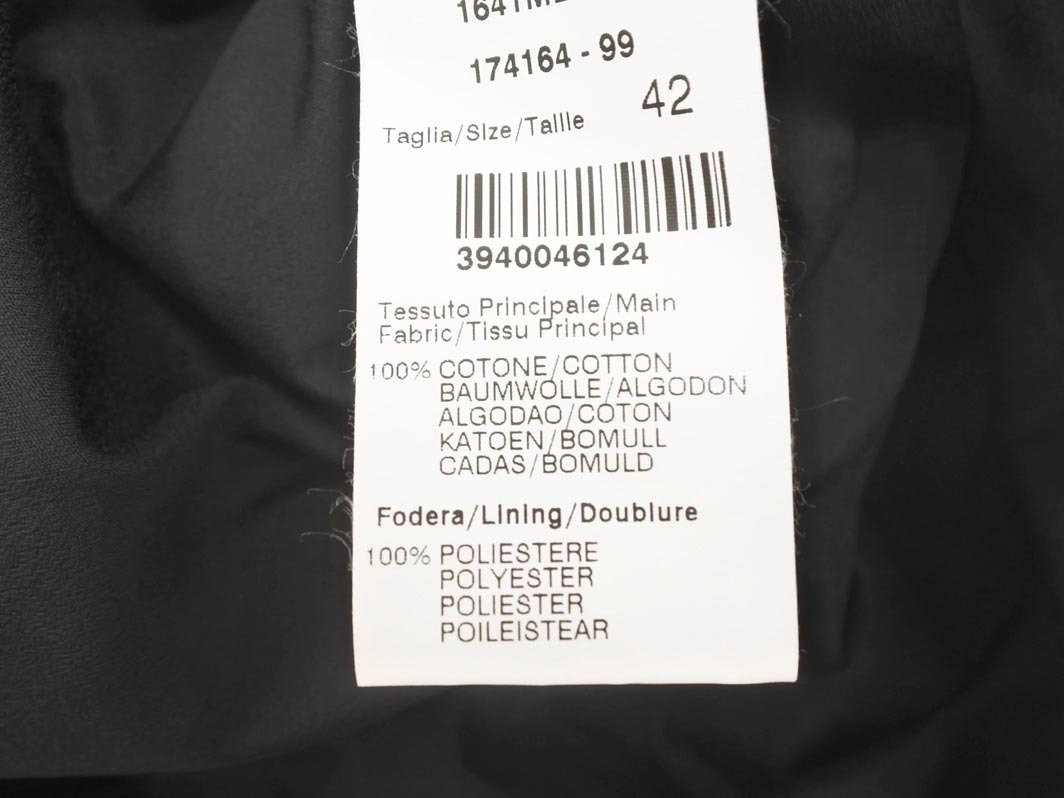 174164 - 99
42
Taglia/SIze/Tallle
3940046124
Tessuto Principale/Main
Fabric/Tissu Principal
100% COTONE/COTTON
BAUMWOLLE/ALGODON
ALGODAO/COTON
KATOEN/BOMULL
CADAS/BOMULD
Fodera/Lining/Doublure
100% POLIESTERE
POLYESTER
POLIESTER
POILEISTEAR